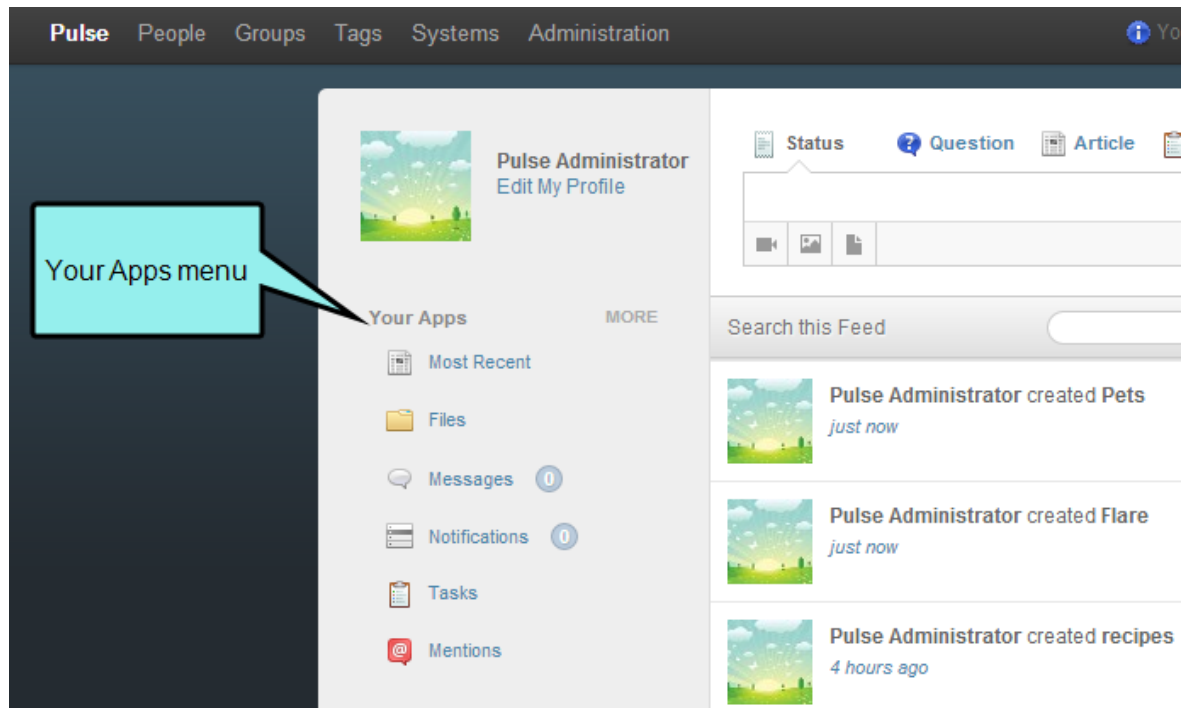 Pulse People Groups Tags Systems Administration
Pulse Administrator
Edit My Profile
Your Apps menu
Your Apps MORE
Most Recent
Files
Messages 0
Notifications 0
Tasks
Mentions
Status Question Article
Search this Feed
Pulse Administrator created Pets
just now
Pulse Administrator created Flare
just now
Pulse Administrator created recipes
4 hours ago